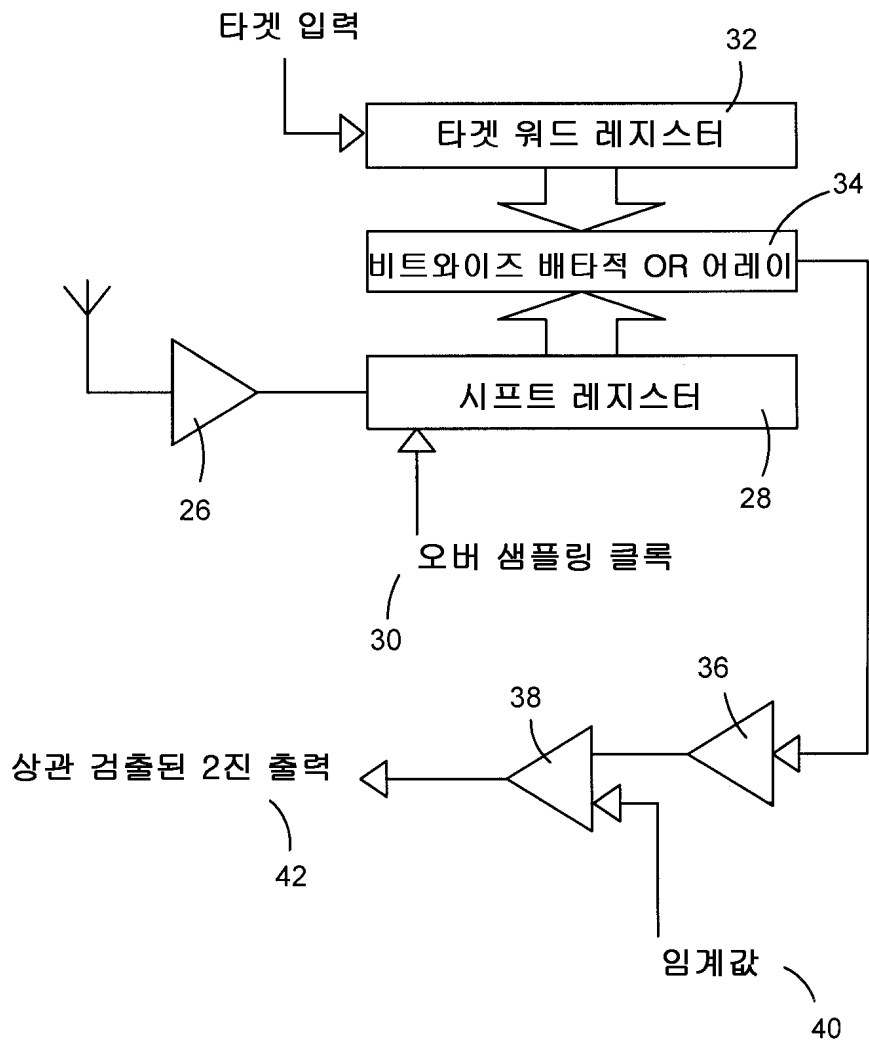 타겟 입력
32
타겟 워드 레지스터
34
비트와이즈 배타적 OR 어레이
시프트 레지스터
26
28
오버 샘플링 클록
30
36
38
상관 검출된 2진 출력
42
임계값
40